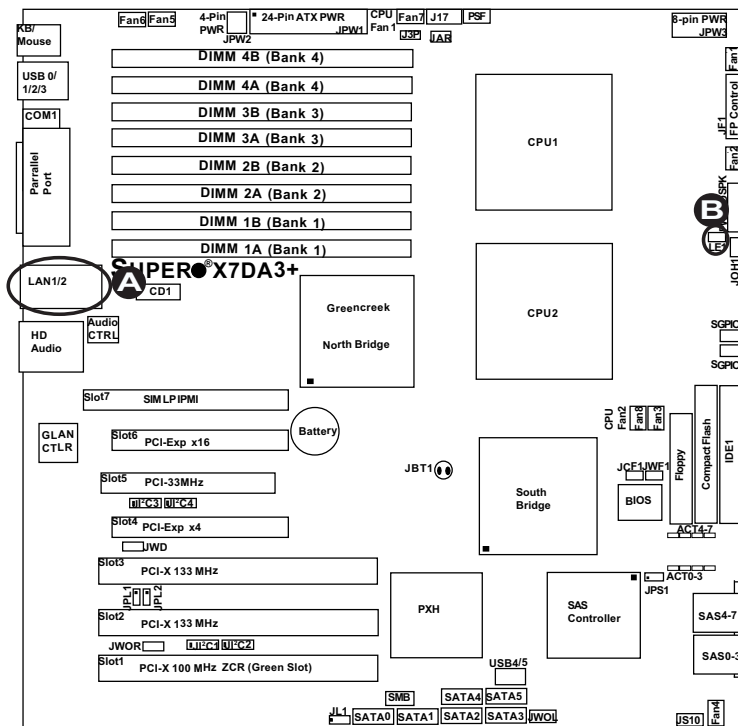 KB/
Mouse
Fan6
Fan5
4-Pin
PWR
JPW2
24-Pin ATX PWR
JPW1
CPU
Fan 1
Fan7
J17
PSF
J3P
JAR
8-pin PWR
JPW3
USB 0/
1/2/3
COM1
Parrallel
Port
DIMM 4B (Bank 4)
DIMM 4A (Bank 4)
DIMM 3B (Bank 3)
DIMM 3A (Bank 3)
DIMM 2B (Bank 2)
DIMM 2A (Bank 2)
DIMM 1B (Bank 1)
DIMM 1A (Bank 1)
CPU1
Fan1
JF1
FP Control
Fan2
B
LE1
JOH1
LAN1/2
A
SUPER ® X7DA3+
CD1
HD
Audio
Audio
CTRL
Greencreek
North Bridge
CPU2
SGPIO
SGPIO
Slot7
SIMLP IPMI
GLAN
CTLR
Slot6
PCI-Exp x16
Battery
CPU
Fan2
Fan8
Fan3
Floppy
Compact Flash
IDE1
Slot5
PCI-33MHz
JBT1
South
Bridge
JCF1
JWF1
BIOS
JI²C3
JI²C4
Slot4
PCI-Exp x4
JWD
ACT4-7
Slot3
PCI-X 133 MHz
ACT0-3
JPS1
JPL1
JPL2
PXH
SAS
Controller
Slot2
PCI-X 133 MHz
SAS4-7
JWOR
JI²C1
JI²C2
SAS0-3
Slot1
PCI-X 100 MHz ZCR (Green Slot)
USB4/5
SMB
SATA4
SATA5
JL1
SATA0
SATA1
SATA2
SATA3
JWOL
JS10
Fan4